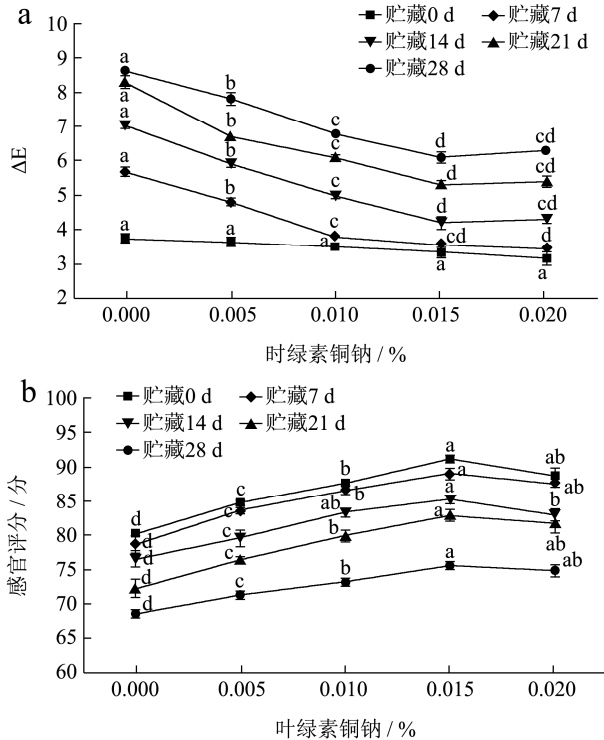 a
贮藏0 d 贮藏7 d
贮藏14 d 贮藏21 d
贮藏28 d
10
9
8
7
6
5
4
3
2
ΔE
a b c d cd
a b c d cd
a b c d cd
a b c cd d
a a a a a
0.000 0.005 0.010 0.015 0.020
时绿素铜钠 / %
b
贮藏0 d 贮藏7 d
贮藏14 d 贮藏21 d
贮藏28 d
100
95
90
85
80
75
70
65
60
感官评分 / 分
d c b a ab
d c b a ab
d c ab a b
d c b a ab
d c b a ab
0.000 0.005 0.010 0.015 0.020
叶绿素铜钠 / %